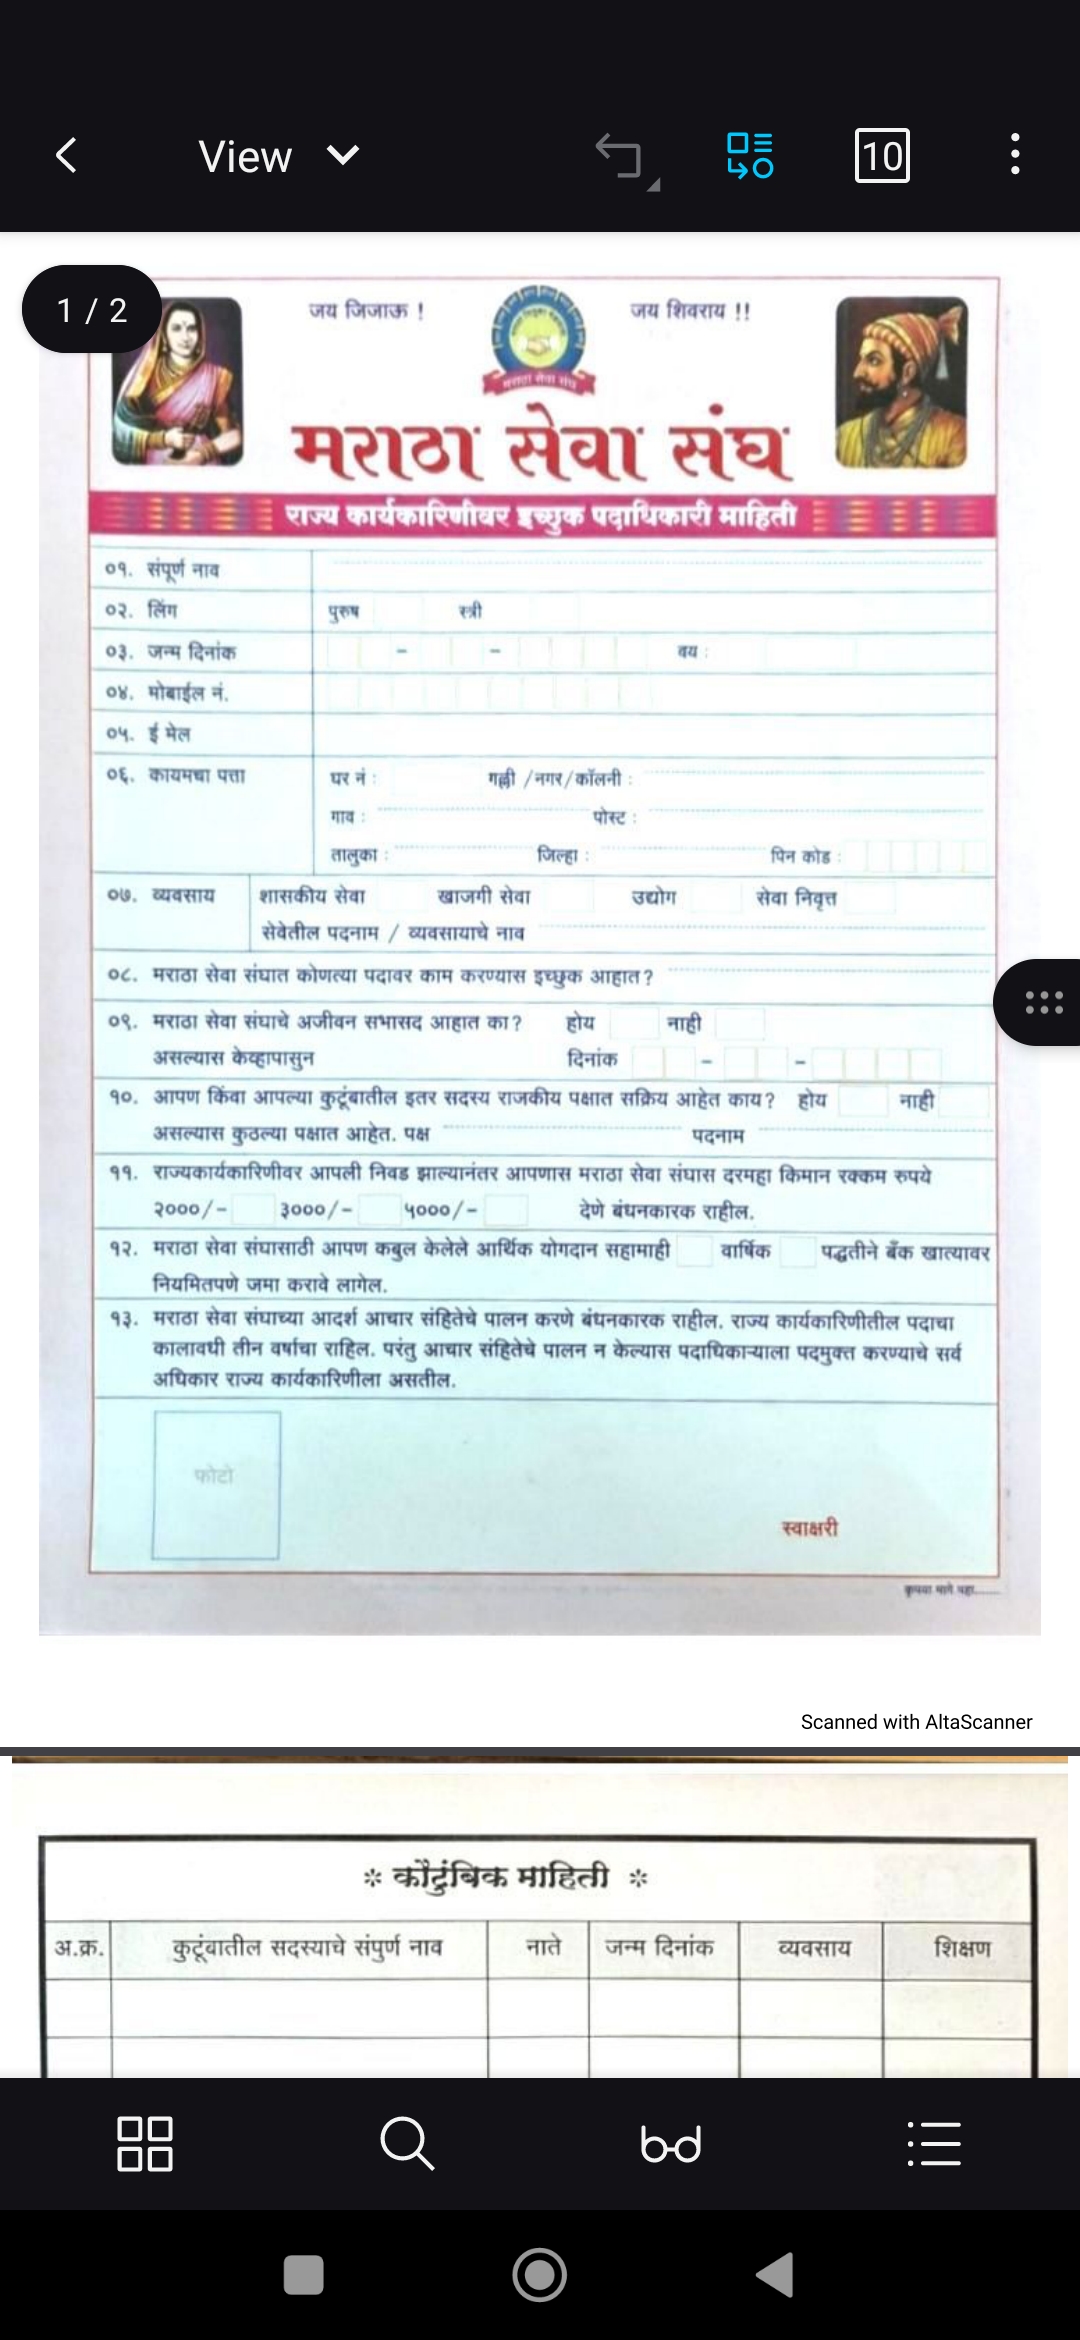 View
10
1 / 2
जय जिजाऊ !
जय शिवराय !!
मराठा सेवा संघ
मराठा सेवा संघ
राज्य कार्यकारिणीवर इच्छुक पदाधिकारी माहिती
०१. संपूर्ण नाव
०२. लिंग पुरुष स्त्री
०३. जन्म दिनांक - - वय :
०४. मोबाईल नं.
०५. ई मेल
०६. कायमचा पत्ता घर नं : गल्ली /नगर/कॉलनी :
गाव : पोस्ट :
तालुका : जिल्हा : पिन कोड :
०७. व्यवसाय शासकीय सेवा खाजगी सेवा उद्योग सेवा निवृत्त
सेवेतील पदनाम / व्यवसायाचे नाव
०८. मराठा सेवा संघात कोणत्या पदावर काम करण्यास इच्छुक आहात?
०९. मराठा सेवा संघाचे अजीवन सभासद आहात का? होय नाही
असल्यास केव्हापासुन दिनांक - -
१०. आपण किंवा आपल्या कुटूंबातील इतर सदस्य राजकीय पक्षात सक्रिय आहेत काय? होय नाही
असल्यास कुठल्या पक्षात आहेत. पक्ष पदनाम
११. राज्यकार्यकारिणीवर आपली निवड झाल्यानंतर आपणास मराठा सेवा संघास दरमहा किमान रक्कम रुपये
२०००/- ३०००/- ५०००/- देणे बंधनकारक राहील.
१२. मराठा सेवा संघासाठी आपण कबुल केलेले आर्थिक योगदान सहामाही वार्षिक पद्धतीने बँक खात्यावर
नियमितपणे जमा करावे लागेल.
१३. मराठा सेवा संघाच्या आदर्श आचार संहितेचे पालन करणे बंधनकारक राहील. राज्य कार्यकारिणीतील पदाचा
कालावधी तीन वर्षाचा राहिल. परंतु आचार संहितेचे पालन न केल्यास पदाधिकाऱ्याला पदमुक्त करण्याचे सर्व
अधिकार राज्य कार्यकारिणीला असतील.
फोटो
स्वाक्षरी
कृपया मागे पहा......
Scanned with AltaScanner
* कौटुंबिक माहिती *
अ.क्र. कुटूंबातील सदस्याचे संपुर्ण नाव नाते जन्म दिनांक व्यवसाय शिक्षण